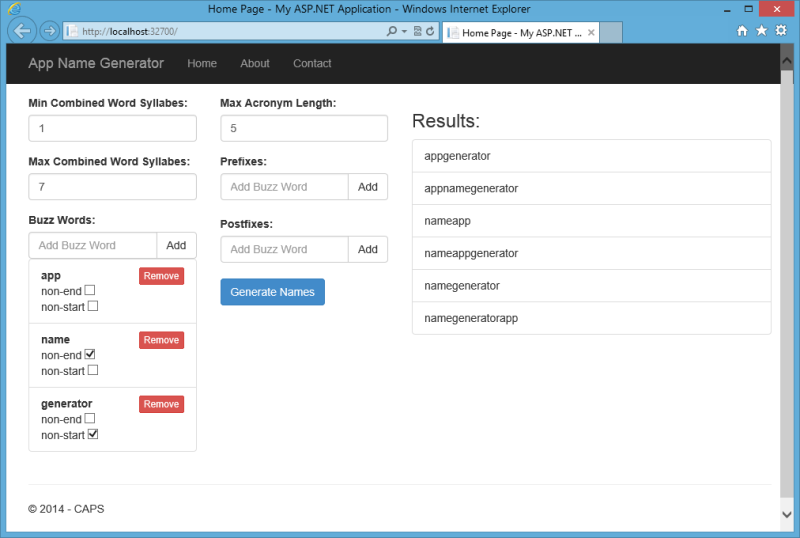 Home Page - My ASP.NET Application - Windows Internet Explorer
http://localhost:32700/
Home Page - My ASP.NET ...
App Name Generator Home About Contact
Min Combined Word Syllabes:
1
Max Combined Word Syllabes:
7
Buzz Words:
Add Buzz Word Add
app Remove
non-end
non-start
name Remove
non-end
non-start
generator Remove
non-end
non-start
Max Acronym Length:
5
Prefixes:
Add Buzz Word Add
Postfixes:
Add Buzz Word Add
Generate Names
Results:
appgenerator
appnamegenerator
nameapp
nameappgenerator
namegenerator
namegeneratorapp
© 2014 - CAPS